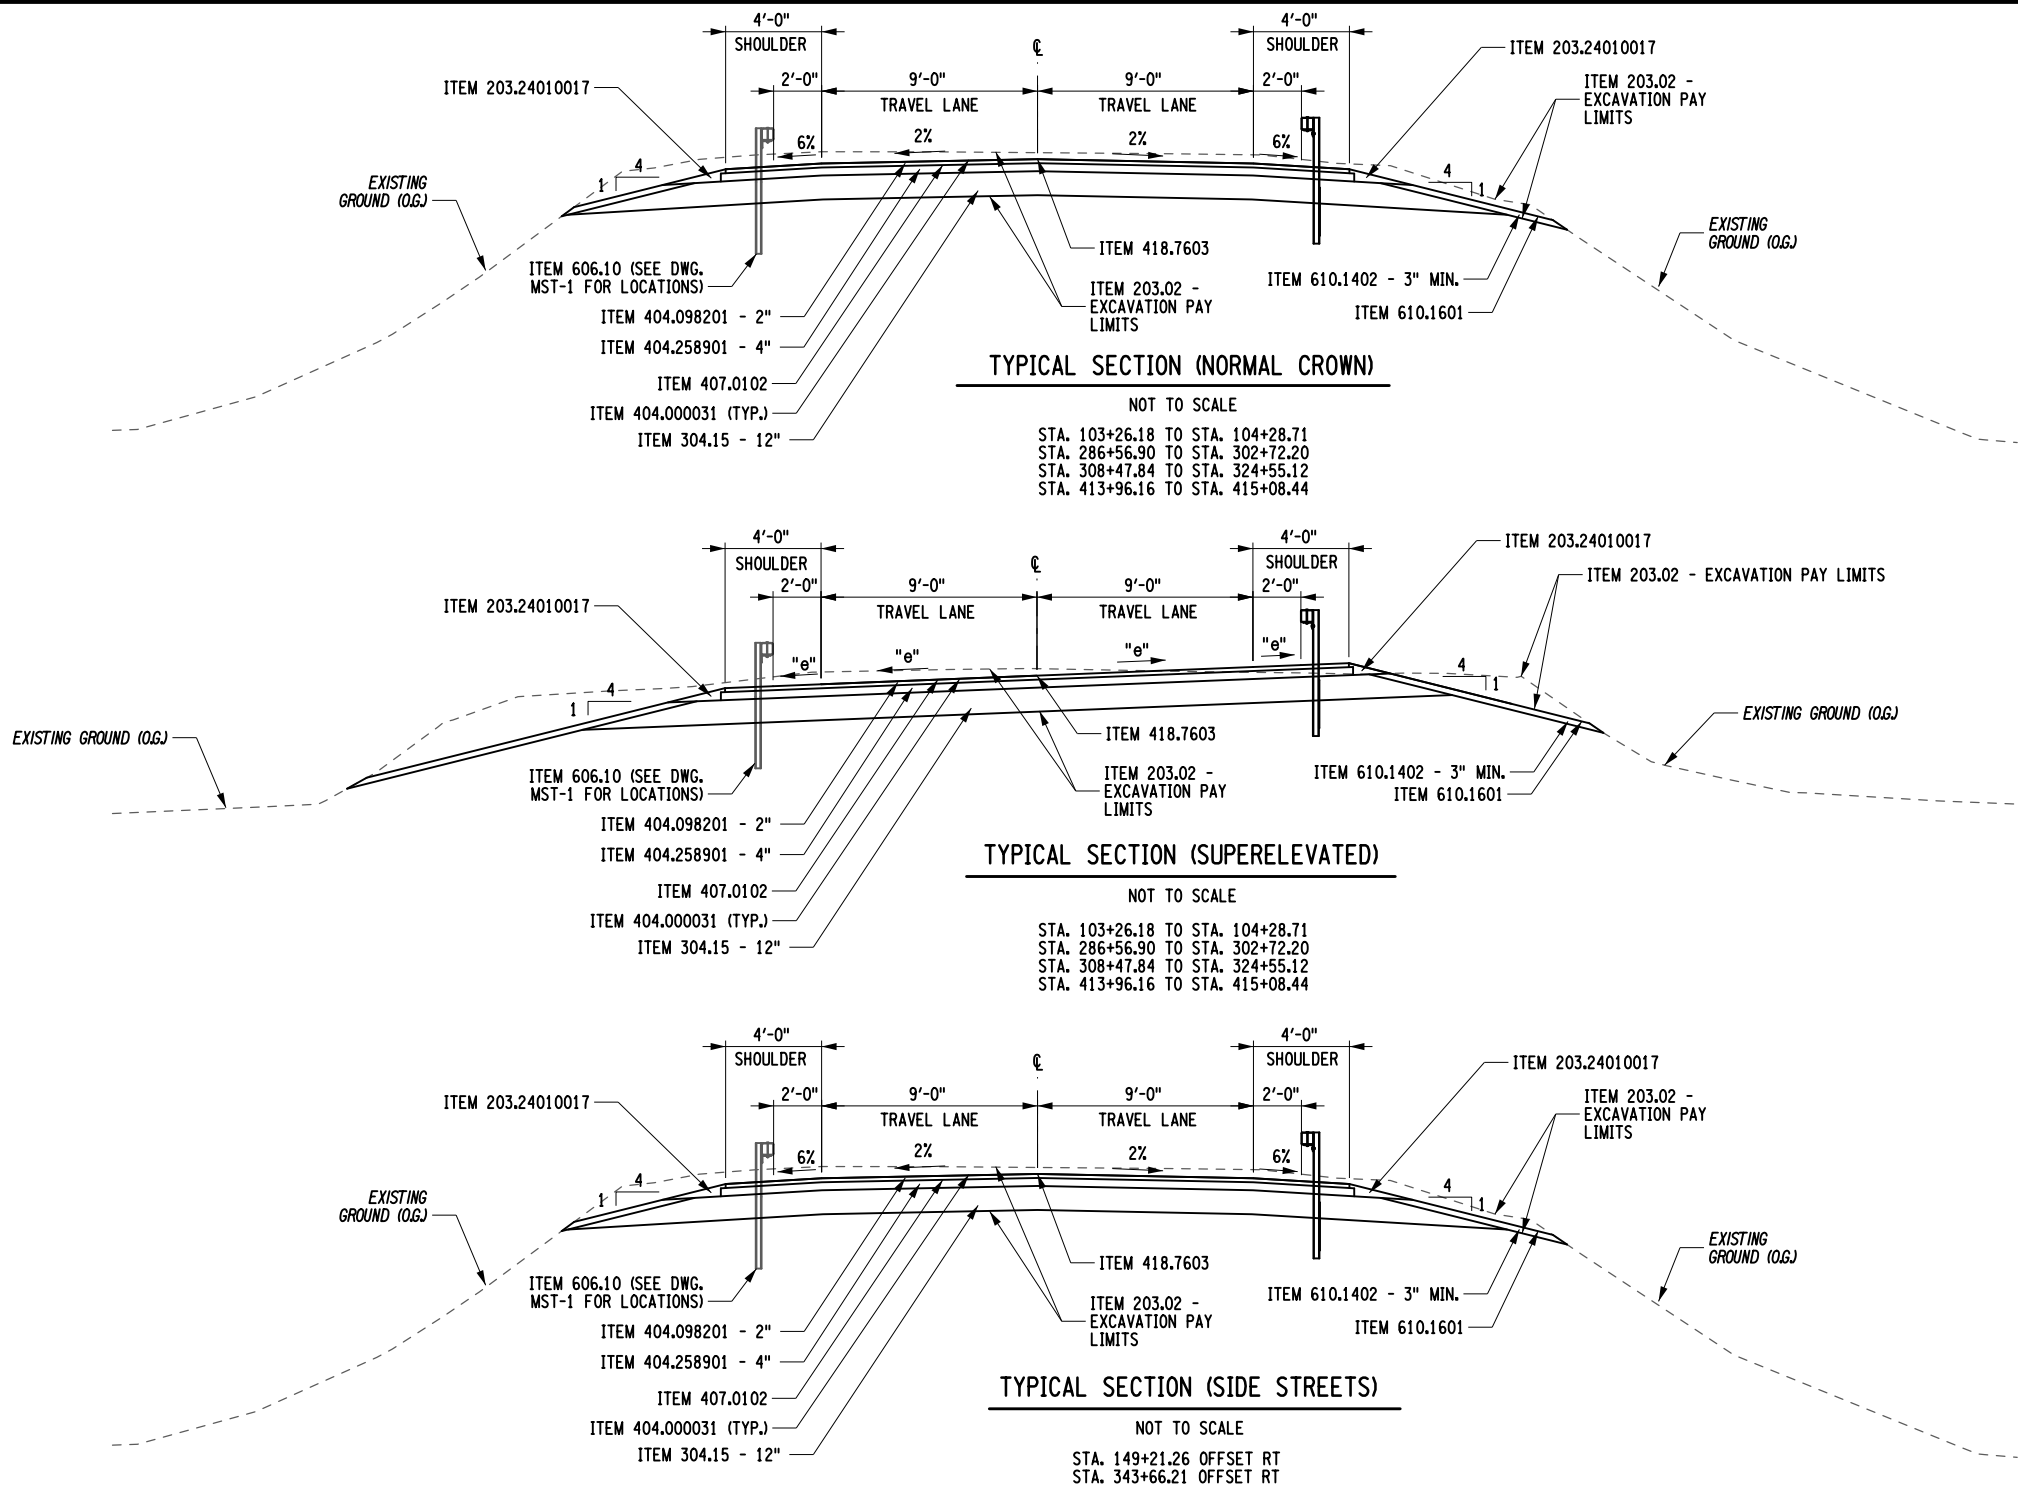 4'-0"
SHOULDER
4'-0"
SHOULDER
℄
2'-0"
9'-0"
TRAVEL LANE
9'-0"
TRAVEL LANE
2'-0"
ITEM 203.24010017
ITEM 203.24010017
ITEM 203.02 -
EXCAVATION PAY
LIMITS
6%
2%
2%
6%
4
1
4
1
EXISTING
GROUND (O.G.)
EXISTING
GROUND (O.G.)
ITEM 606.10 (SEE DWG.
MST-1 FOR LOCATIONS)
ITEM 404.098201 - 2"
ITEM 404.258901 - 4"
ITEM 407.0102
ITEM 404.000031 (TYP.)
ITEM 304.15 - 12"
ITEM 418.7603
ITEM 203.02 -
EXCAVATION PAY
LIMITS
ITEM 610.1402 - 3" MIN.
ITEM 610.1601
TYPICAL SECTION (NORMAL CROWN)
NOT TO SCALE
STA. 103+26.18 TO STA. 104+28.71
STA. 286+56.90 TO STA. 302+72.20
STA. 308+47.84 TO STA. 324+55.12
STA. 413+96.16 TO STA. 415+08.44
4'-0"
SHOULDER
4'-0"
SHOULDER
℄
2'-0"
9'-0"
TRAVEL LANE
9'-0"
TRAVEL LANE
2'-0"
ITEM 203.24010017
ITEM 203.24010017
ITEM 203.02 - EXCAVATION PAY LIMITS
"e"
"e"
"e"
"e"
4
1
4
1
EXISTING GROUND (O.G.)
EXISTING GROUND (O.G.)
ITEM 606.10 (SEE DWG.
MST-1 FOR LOCATIONS)
ITEM 404.098201 - 2"
ITEM 404.258901 - 4"
ITEM 407.0102
ITEM 404.000031 (TYP.)
ITEM 304.15 - 12"
ITEM 418.7603
ITEM 203.02 -
EXCAVATION PAY
LIMITS
ITEM 610.1402 - 3" MIN.
ITEM 610.1601
TYPICAL SECTION (SUPERELEVATED)
NOT TO SCALE
STA. 103+26.18 TO STA. 104+28.71
STA. 286+56.90 TO STA. 302+72.20
STA. 308+47.84 TO STA. 324+55.12
STA. 413+96.16 TO STA. 415+08.44
4'-0"
SHOULDER
4'-0"
SHOULDER
℄
2'-0"
9'-0"
TRAVEL LANE
9'-0"
TRAVEL LANE
2'-0"
ITEM 203.24010017
ITEM 203.24010017
ITEM 203.02 -
EXCAVATION PAY
LIMITS
6%
2%
2%
6%
4
1
4
1
EXISTING
GROUND (O.G.)
EXISTING
GROUND (O.G.)
ITEM 606.10 (SEE DWG.
MST-1 FOR LOCATIONS)
ITEM 404.098201 - 2"
ITEM 404.258901 - 4"
ITEM 407.0102
ITEM 404.000031 (TYP.)
ITEM 304.15 - 12"
ITEM 418.7603
ITEM 203.02 -
EXCAVATION PAY
LIMITS
ITEM 610.1402 - 3" MIN.
ITEM 610.1601
TYPICAL SECTION (SIDE STREETS)
NOT TO SCALE
STA. 149+21.26 OFFSET RT
STA. 343+66.21 OFFSET RT